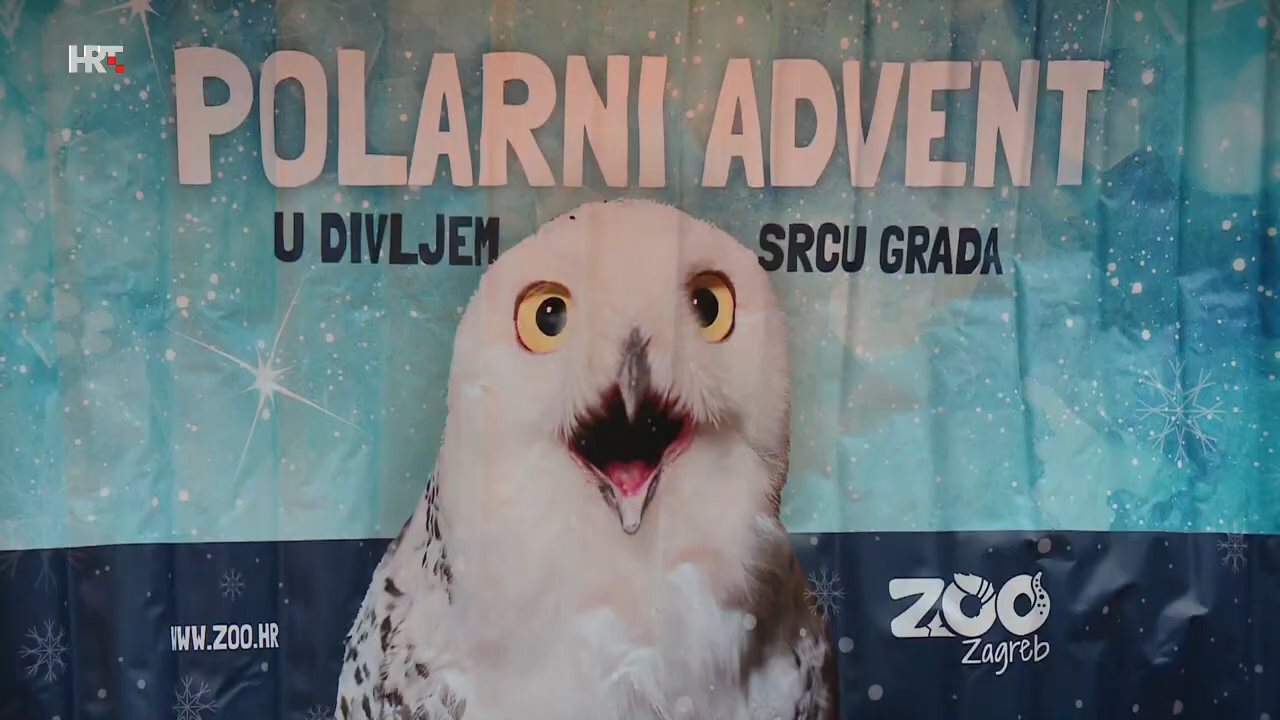 HRT
POLARNI ADVENT
U DIVLJEM SRCU GRADA
WWW.ZOO.HR
ZOO
Zagreb